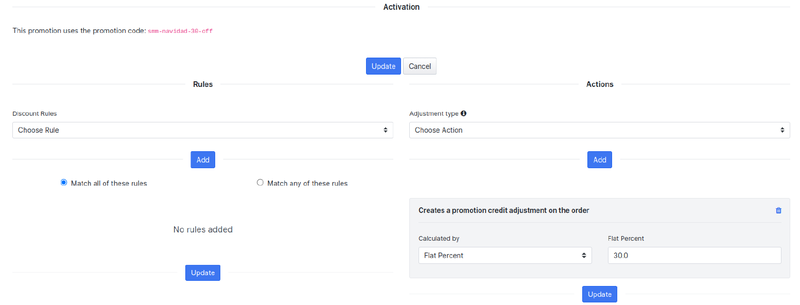 Activation
This promotion uses the promotion code: smm-navidad-30-off
Update
Cancel
Rules
Discount Rules
Choose Rule
Add
Match all of these rules
Match any of these rules
No rules added
Update
Actions
Adjustment type
Choose Action
Add
Creates a promotion credit adjustment on the order
Calculated by
Flat Percent
Flat Percent
30.0
Update